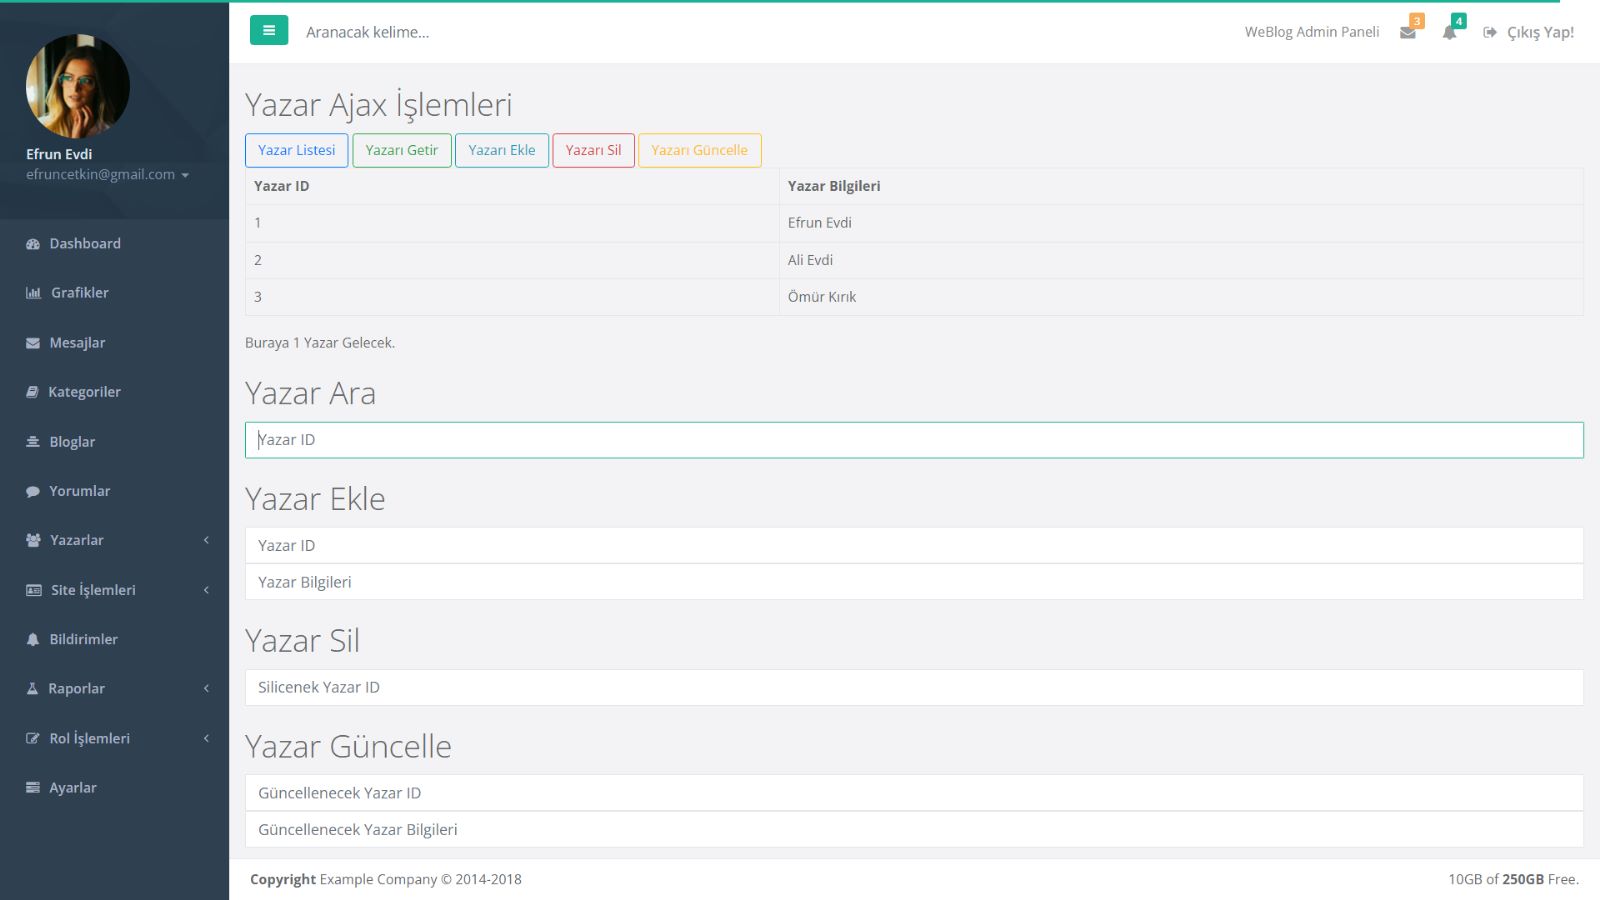 Aranacak kelime...
WeBlog Admin Paneli
3
4
Çıkış Yap!
Efrun Evdi
efruncetkin@gmail.com
Dashboard
Grafikler
Mesajlar
Kategoriler
Bloglar
Yorumlar
Yazarlar
Site İşlemleri
Bildirimler
Raporlar
Rol İşlemleri
Ayarlar
Yazar Ajax İşlemleri
Yazar Listesi Yazarı Getir Yazarı Ekle Yazarı Sil Yazarı Güncelle
Yazar ID Yazar Bilgileri
1 Efrun Evdi
2 Ali Evdi
3 Ömür Kırık
Buraya 1 Yazar Gelecek.
Yazar Ara
Yazar ID
Yazar Ekle
Yazar ID
Yazar Bilgileri
Yazar Sil
Silicenek Yazar ID
Yazar Güncelle
Güncellenecek Yazar ID
Güncellenecek Yazar Bilgileri
Copyright Example Company © 2014-2018
10GB of 250GB Free.